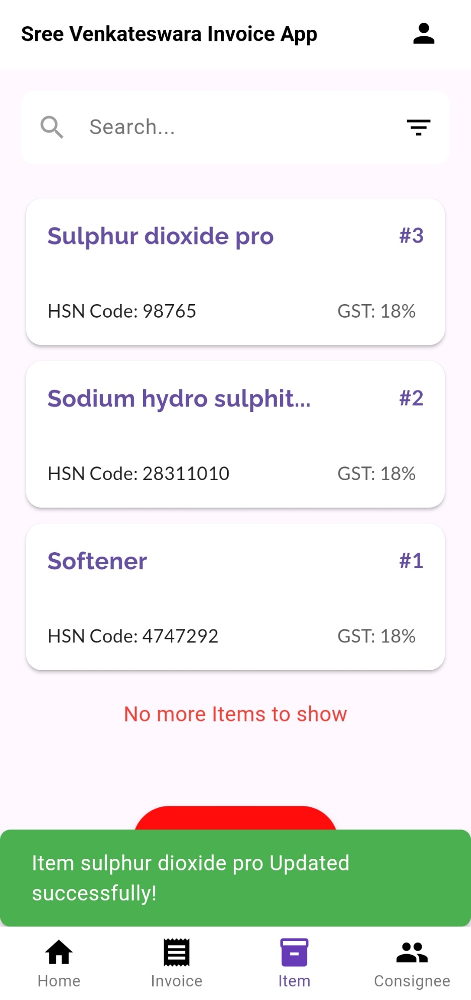 Sree Venkateswara Invoice App
Search...
Sulphur dioxide pro #3
HSN Code: 98765 GST: 18%
Sodium hydro sulphit... #2
HSN Code: 28311010 GST: 18%
Softener #1
HSN Code: 4747292 GST: 18%
No more Items to show
Item sulphur dioxide pro Updated
successfully!
Home Invoice Item Consignee